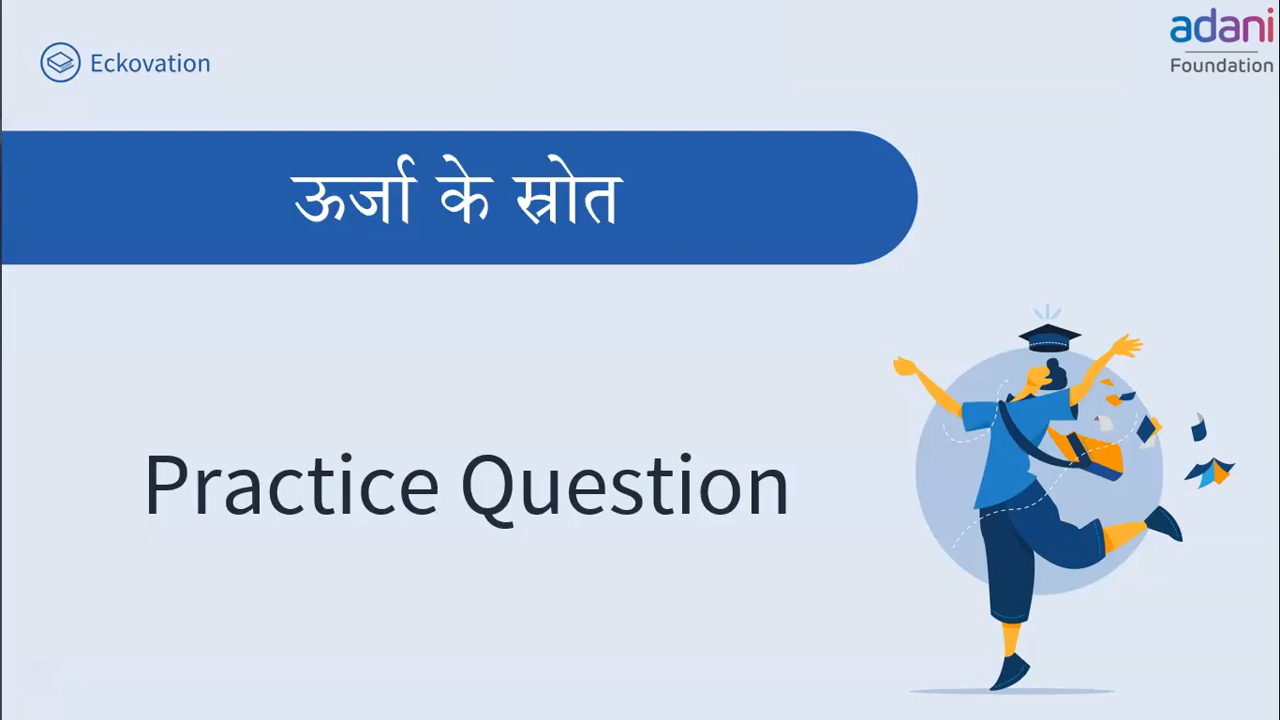 adani
Foundation
Eckovation
ऊर्जा के स्रोत
Practice Question